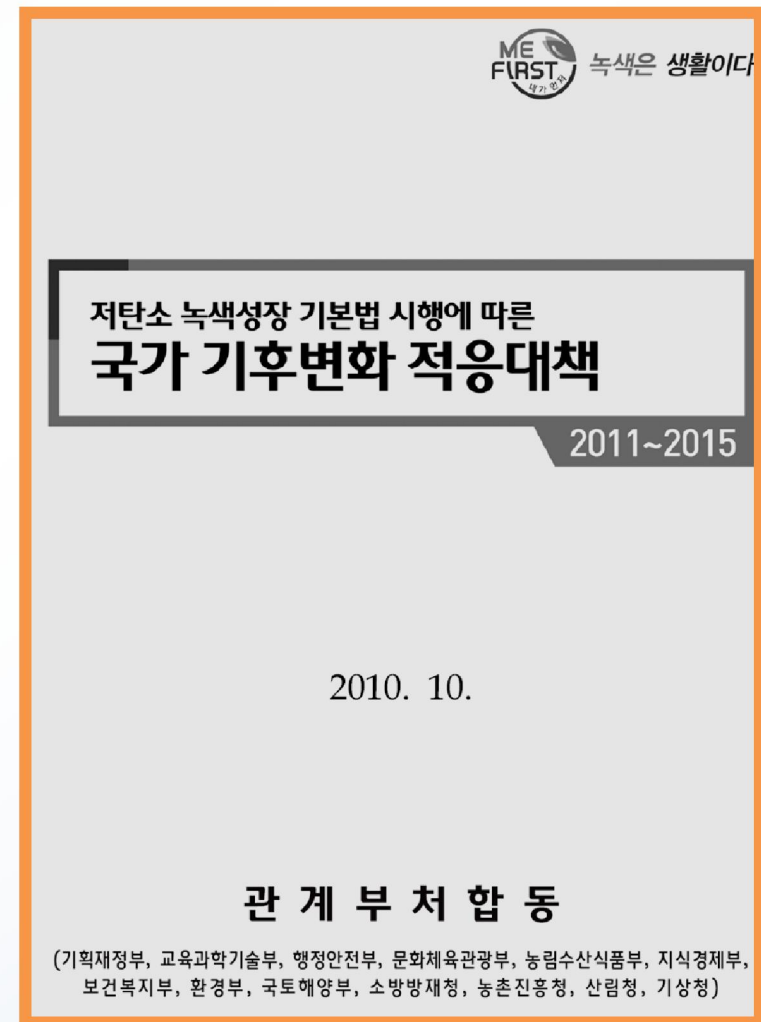 ME
FIRST
내가 먼저
녹색은 생활이다
저탄소 녹색성장 기본법 시행에 따른
국가 기후변화 적응대책
2011~2015
2010. 10.
관 계 부 처 합 동
(기획재정부, 교육과학기술부, 행정안전부, 문화체육관광부, 농림수산식품부, 지식경제부,
보건복지부, 환경부, 국토해양부, 소방방재청, 농촌진흥청, 산림청, 기상청)